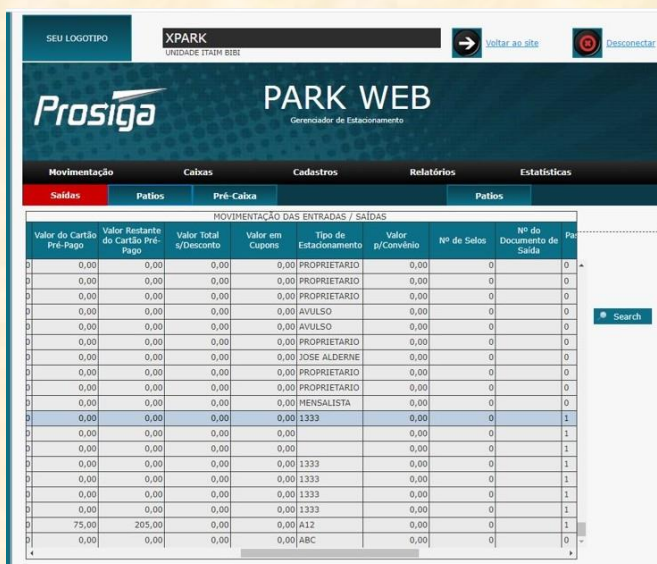 SEU LOGOTIPO
XPARK
UNIDADE ITAIM BIBI
Voltar ao site
Desconectar
Prosiga
PARK WEB
Gerenciador de Estacionamento
Movimentação Caixas Cadastros Relatórios Estatísticas
Saídas Patios Pré-Caixa Patios
MOVIMENTAÇÃO DAS ENTRADAS / SAÍDAS
Valor do Cartão Pré-Pago Valor Restante do Cartão Pré-Pago Valor Total s/Desconto Valor em Cupons Tipo de Estacionamento Valor p/Convênio Nº de Selos Nº do Documento de Saída
0,00 0,00 0,00 0,00 PROPRIETARIO 0,00 0 0
0,00 0,00 0,00 0,00 PROPRIETARIO 0,00 0 0
0,00 0,00 0,00 0,00 PROPRIETARIO 0,00 0 0
0,00 0,00 0,00 0,00 AVULSO 0,00 0 0
Search
0,00 0,00 0,00 0,00 AVULSO 0,00 0 0
0,00 0,00 0,00 0,00 PROPRIETARIO 0,00 0 0
0,00 0,00 0,00 0,00 JOSE ALDERNE 0,00 0 0
0,00 0,00 0,00 0,00 PROPRIETARIO 0,00 0 0
0,00 0,00 0,00 0,00 PROPRIETARIO 0,00 0 0
0,00 0,00 0,00 0,00 MENSALISTA 0,00 0 0
0,00 0,00 0,00 0,00 1333 0,00 0 1
0,00 0,00 0,00 0,00 0,00 0 1
0,00 0,00 0,00 0,00 0,00 0 1
0,00 0,00 0,00 0,00 1333 0,00 0 1
0,00 0,00 0,00 0,00 1333 0,00 0 1
0,00 0,00 0,00 0,00 1333 0,00 0 1
0,00 0,00 0,00 0,00 1333 0,00 0 1
75,00 205,00 0,00 0,00 A12 0,00 0 1
0,00 0,00 0,00 0,00 ABC 0,00 0 0